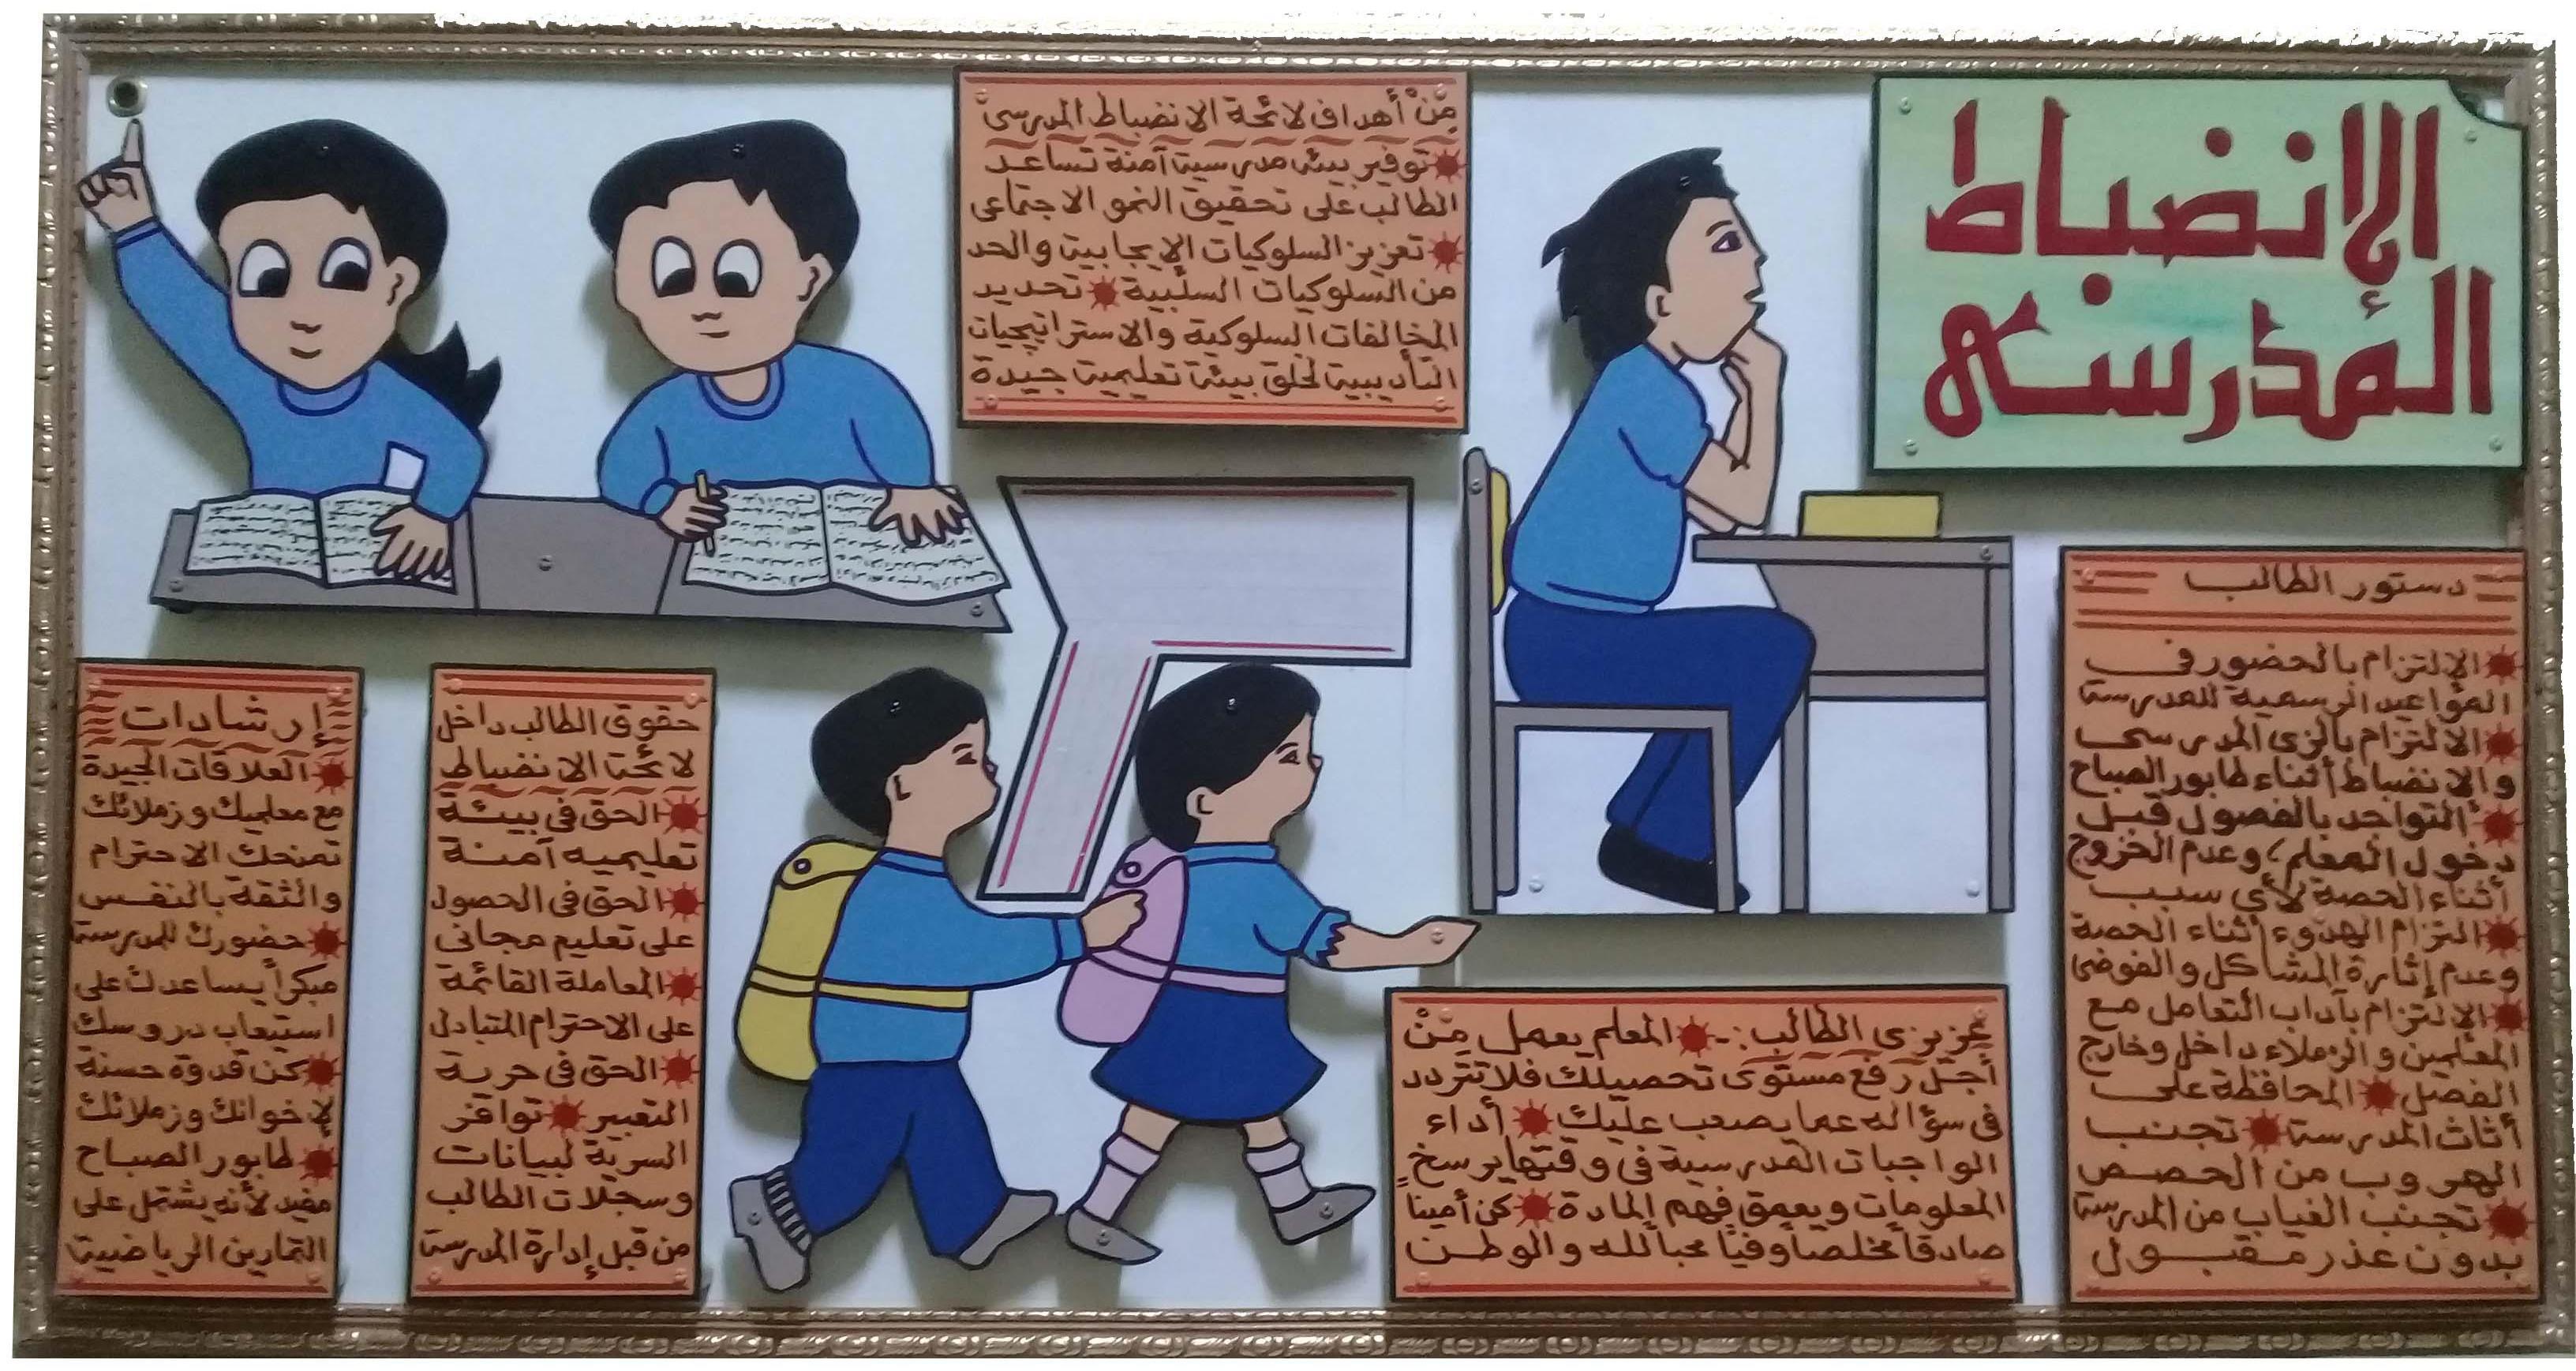 الانضباط
المدرسى
من أهداف لائحة الانضباط المدرسى
توفير بيئه مدرسية آمنة تساعد
الطالب على تحقيق النمو الاجتماعى
تعزيز السلوكيات الإيجابية والحد
من السلوكيات السلبية تحديد
المخالفات السلوكية والاستراتيجيات
التأديبية لخلق بيئة تعليمية جيدة
دستور الطالب
الإلتزام بالحضور فى
المواعيد الرسمية للمدرسة
الالتزام بالزى المدرسى
والانضباط أثناء طابور الصباح
التواجد بالفصول قبل
دخول المعلم، وعدم الخروج
أثناء الحصة لأي سبب
التزام الهدوء أثناء الحصة
وعدم إثارة المشاكل والفوضى
الإلتزام بآداب التعامل مع
المعلمين والزملاء داخل وخارج
الفصل المحافظة على
أثاث المدرسة تجنب
الهروب من الحصص
تجنب الغياب من المدرسة
بدون عذر مقبول
عزيزى الطالب :- المعلم يعمل من
أجل رفع مستوى تحصيلك فلا تتردد
فى سؤاله عما يصعب عليك أداء
الواجبات المدرسية فى وقتها يرسخ
المعلومات ويعمق فهم المادة كن أمينا
صادقا مخلصا وفيا محبا لله والوطن
حقوق الطالب داخل
لائحة الانضباط
الحق فى بيئة
تعليميه آمنة
الحق فى الحصول
على تعليم مجانى
المعاملة القائمة
على الاحترام المتبادل
الحق فى حرية
التعبير توافر
السرية لبيانات
وسجلات الطالب
من قبل إدارة المدرسة
إرشادات
العلاقات الجيدة
مع معلميك وزملائك
تمنحك الاحترام
والثقة بالنفس
حضورك للمدرسة
مبكرا يساعدك على
استيعاب دروسك
كن قدوة حسنة
لإخوانك وزملائك
طابور الصباح
مفيد لأنه يشتمل على
التمارين الرياضية